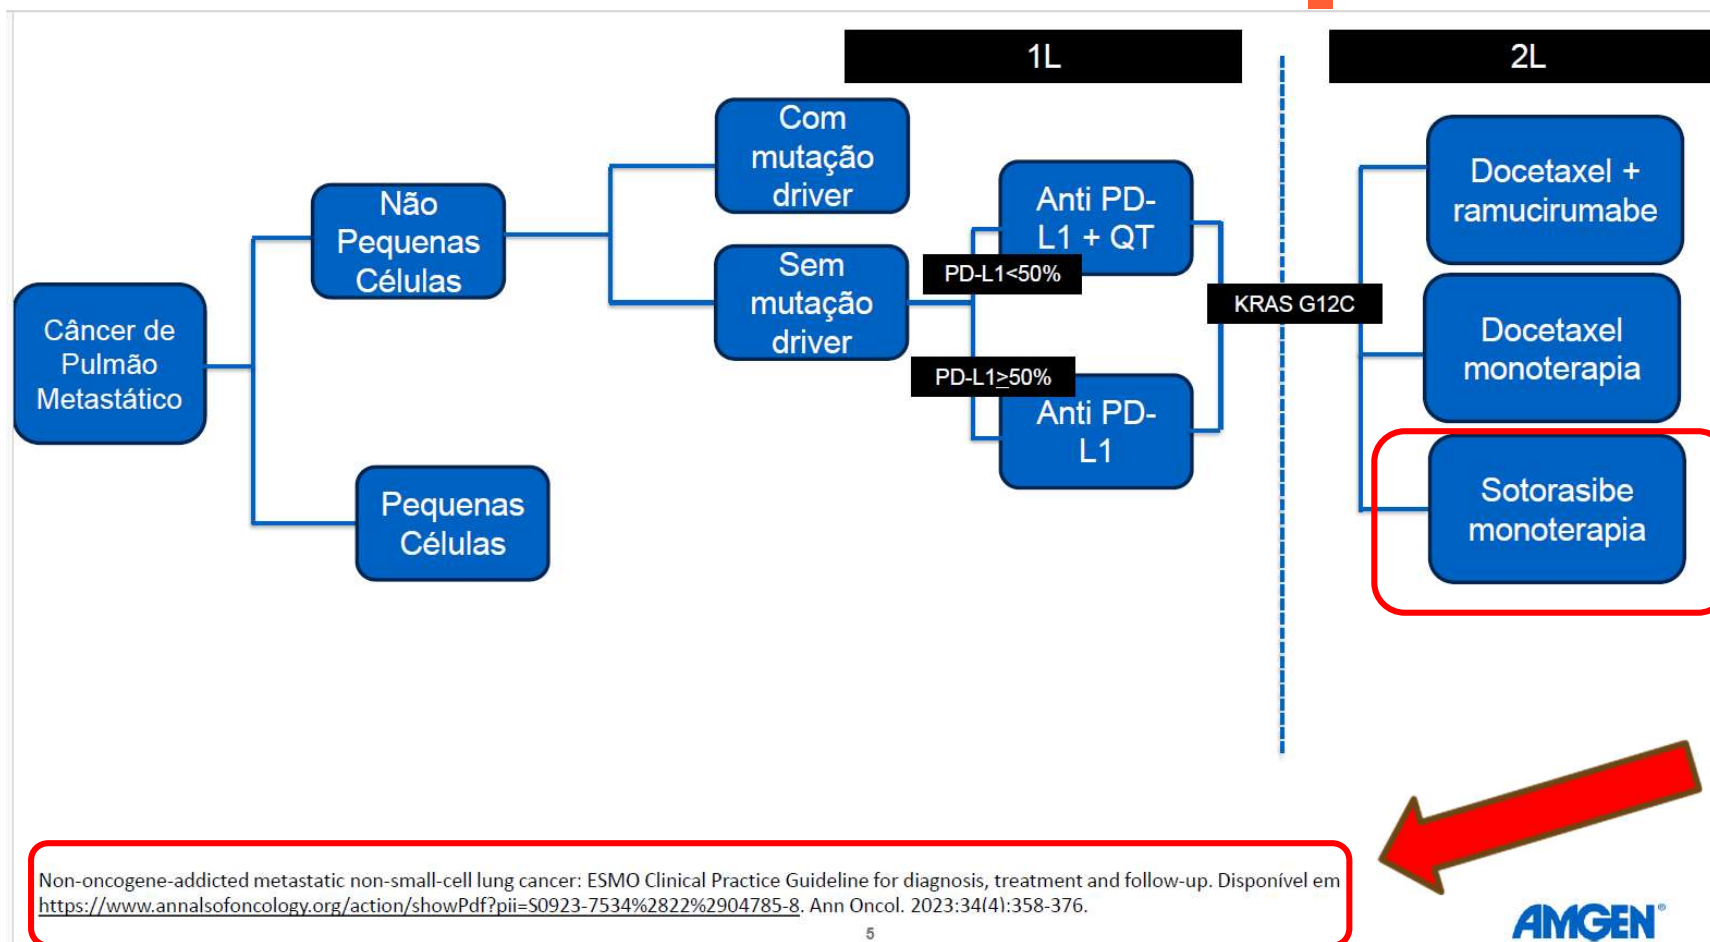 1L
2L
Com
mutação
driver
Não
Pequenas
Células
Anti PD-
L1 + QT
Docetaxel +
ramucirumabe
Sem
mutação
driver
PD-L1<50%
KRAS G12C
Câncer de
Pulmão
Metastático
Docetaxel
monoterapia
PD-L1≥50%
Anti PD-
L1
Pequenas
Células
Sotorasibe
monoterapia
Non-oncogene-addicted metastatic non-small-cell lung cancer: ESMO Clinical Practice Guideline for diagnosis, treatment and follow-up. Disponível em
https://www.annalsofoncology.org/action/showPdf?pii=S0923-7534%2822%2904785-8. Ann Oncol. 2023:34(4):358-376.
5
AMGEN®